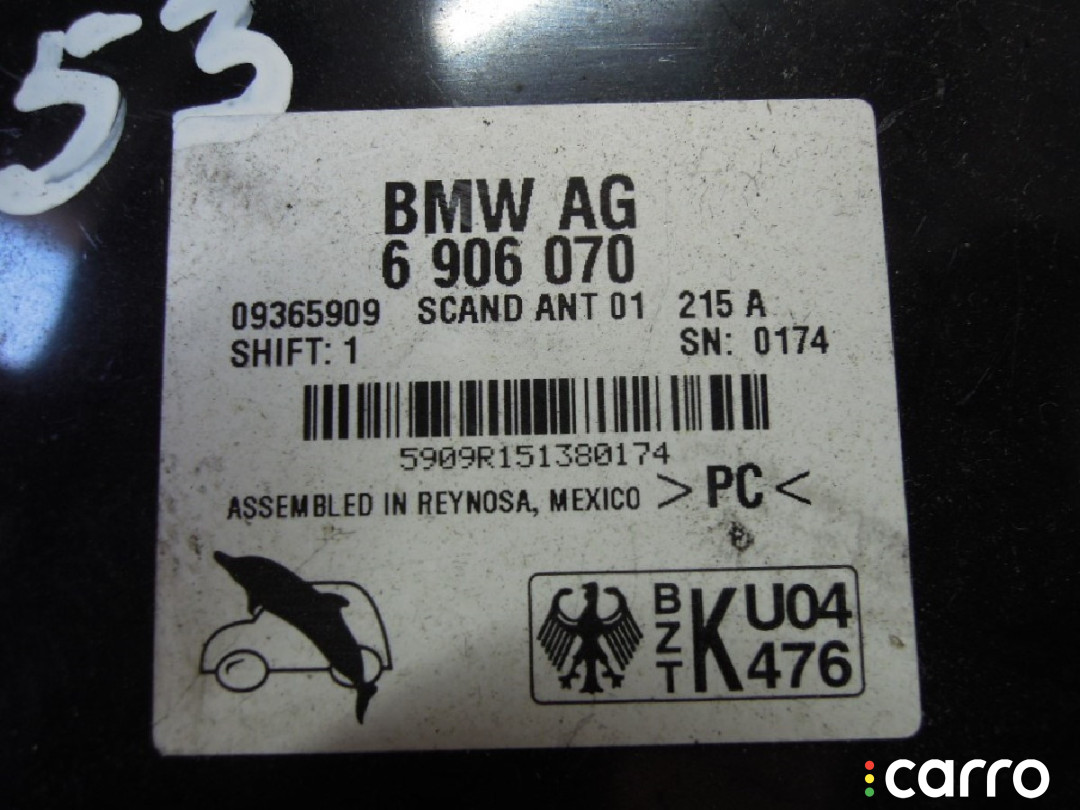 53
BMW AG
6 906 070
09365909 SCAND ANT 01 215 A
SHIFT: 1 SN: 0174
5909R151380174
ASSEMBLED IN REYNOSA, MEXICO >PC<
BZT K U04
476
carro